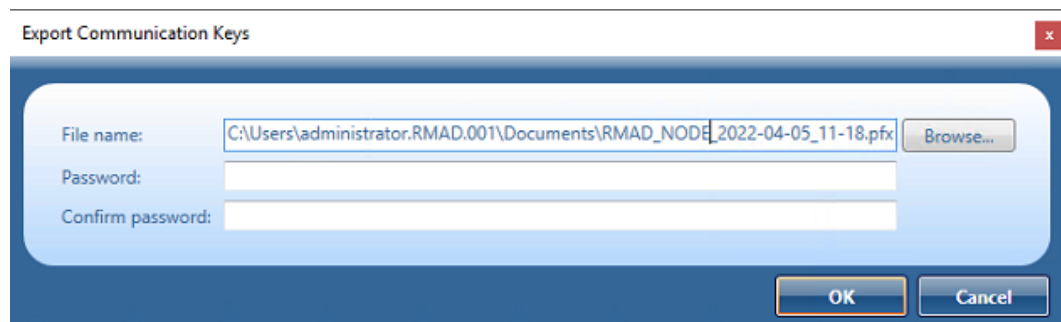 Export Communication Keys
x
File name: C:\Users\administrator.RMAD.001\Documents\RMAD_NODE_2022-04-05_11-18.pfx Browse...
Password:
Confirm password:
OK Cancel